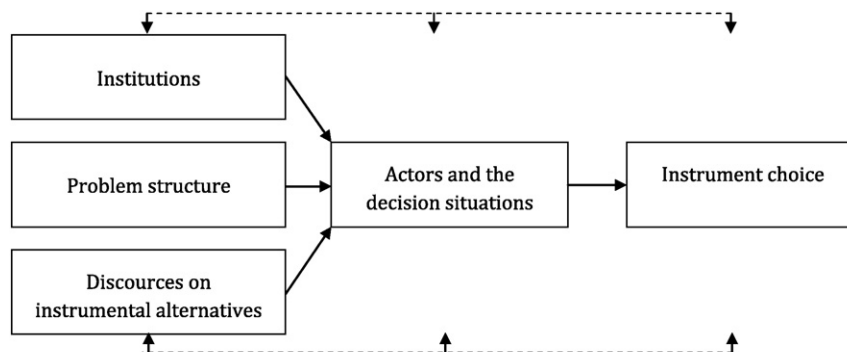 Institutions
Problem structure
Actors and the
decision situations
Instrument choice
Discources on
instrumental alternatives